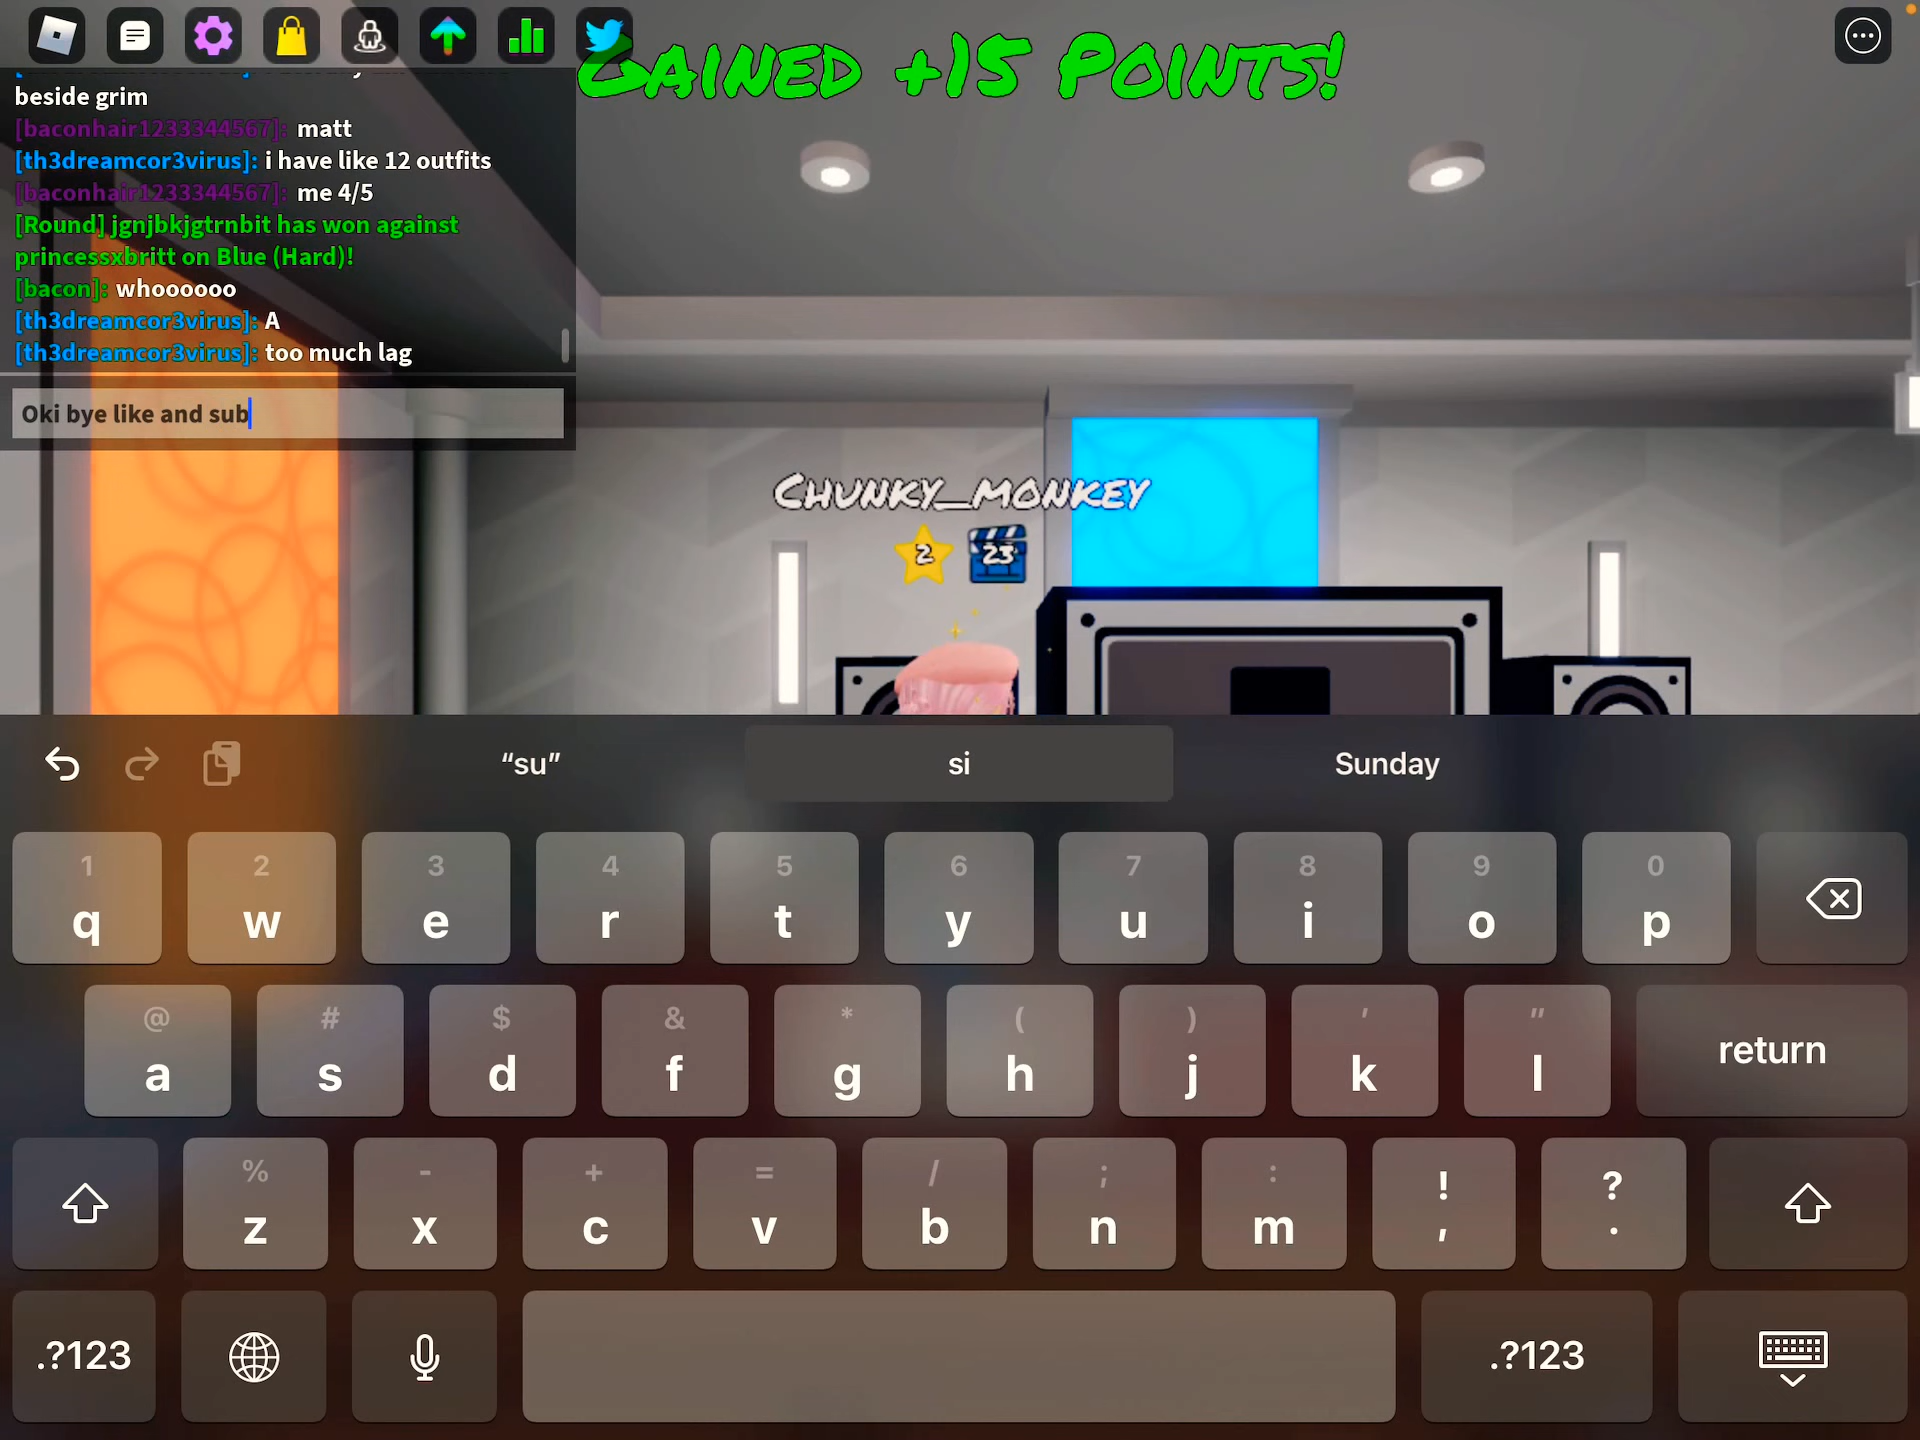 Gained +15 Points!
beside grim
[baconhair1233344567]: matt
[th3dreamcor3virus]: i have like 12 outfits
[baconhair1233344567]: me 4/5
[Round] jgnjbkjgtrnbit has won against
princessxbritt on Blue (Hard)!
[bacon]: whoooooo
[th3dreamcor3virus]: A
[th3dreamcor3virus]: too much lag
Oki bye like and sub
Chunky_monkey
2 23
“su” si Sunday
1 2 3 4 5 6 7 8 9 0
q w e r t y u i o p
@ # $ & * ( ) ' "
a s d f g h j k l return
% - + = / ; : ! ?
z x c v b n m , .
.?123 .?123